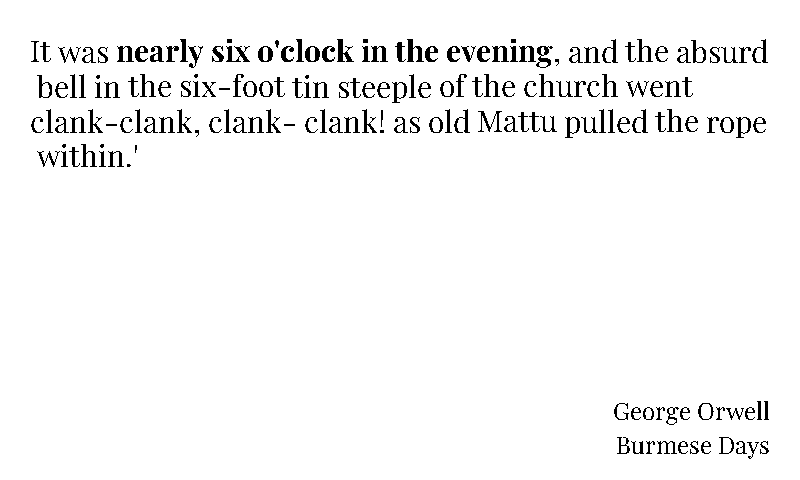 It was nearly six o'clock in the evening, and the absurd
bell in the six-foot tin steeple of the church went
clank-clank, clank- clank! as old Mattu pulled the rope
within.'
George Orwell
Burmese Days